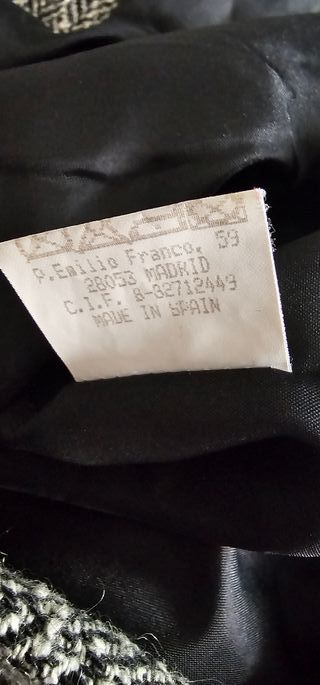 P.Emilio Franco, 59
28053 MADRID
C.I.F. B-82712449
MADE IN SPAIN